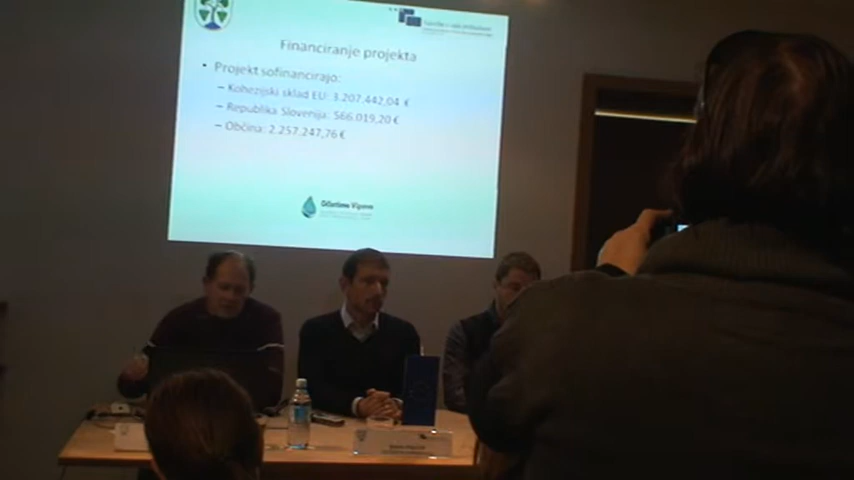 Financiranje projekta
• Projekt sofinancirajo:
– Kohezijski sklad EU: 3.207.442,04 €
– Republika Slovenija: 566.019,20 €
– Občina: 2.257.247,76 €